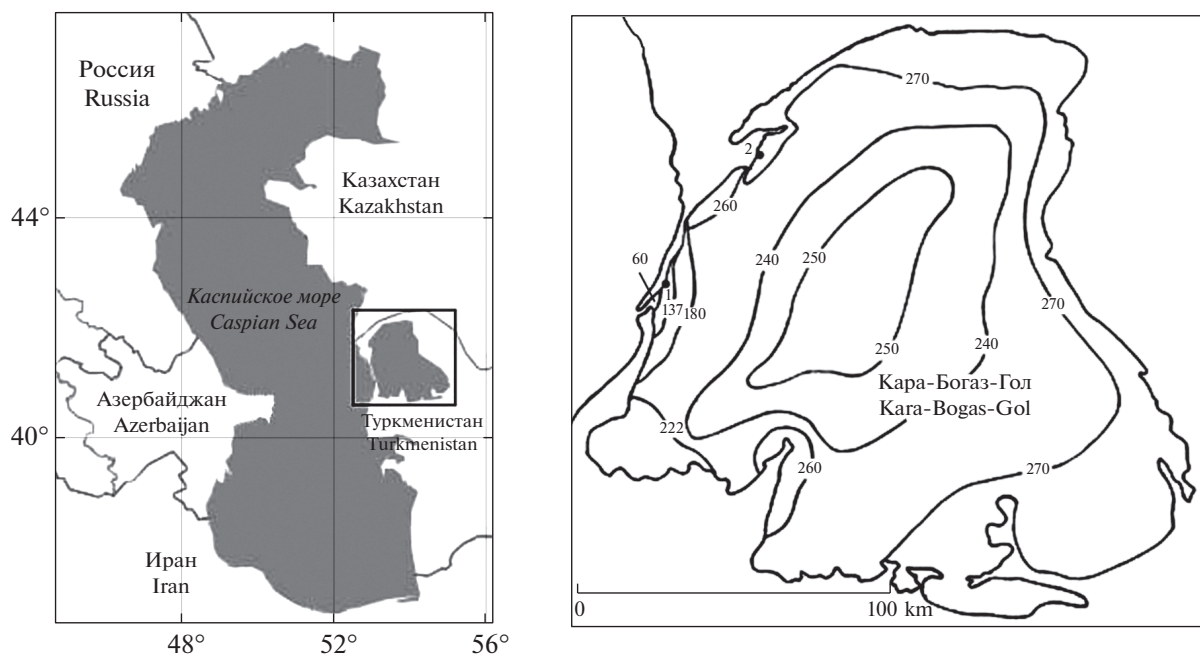 Россия
Russia
Казахстан
Kazakhstan
44°
Каспийское море
Caspian Sea
Азербайджан
Azerbaijan
Туркменистан
Turkmenistan
40°
Иран
Iran
48°
52°
56°
270
2
260
60
240
250
1
137
180
270
250
240
Кара-Богаз-Гол
Kara-Bogas-Gol
222
260
270
0
100 km